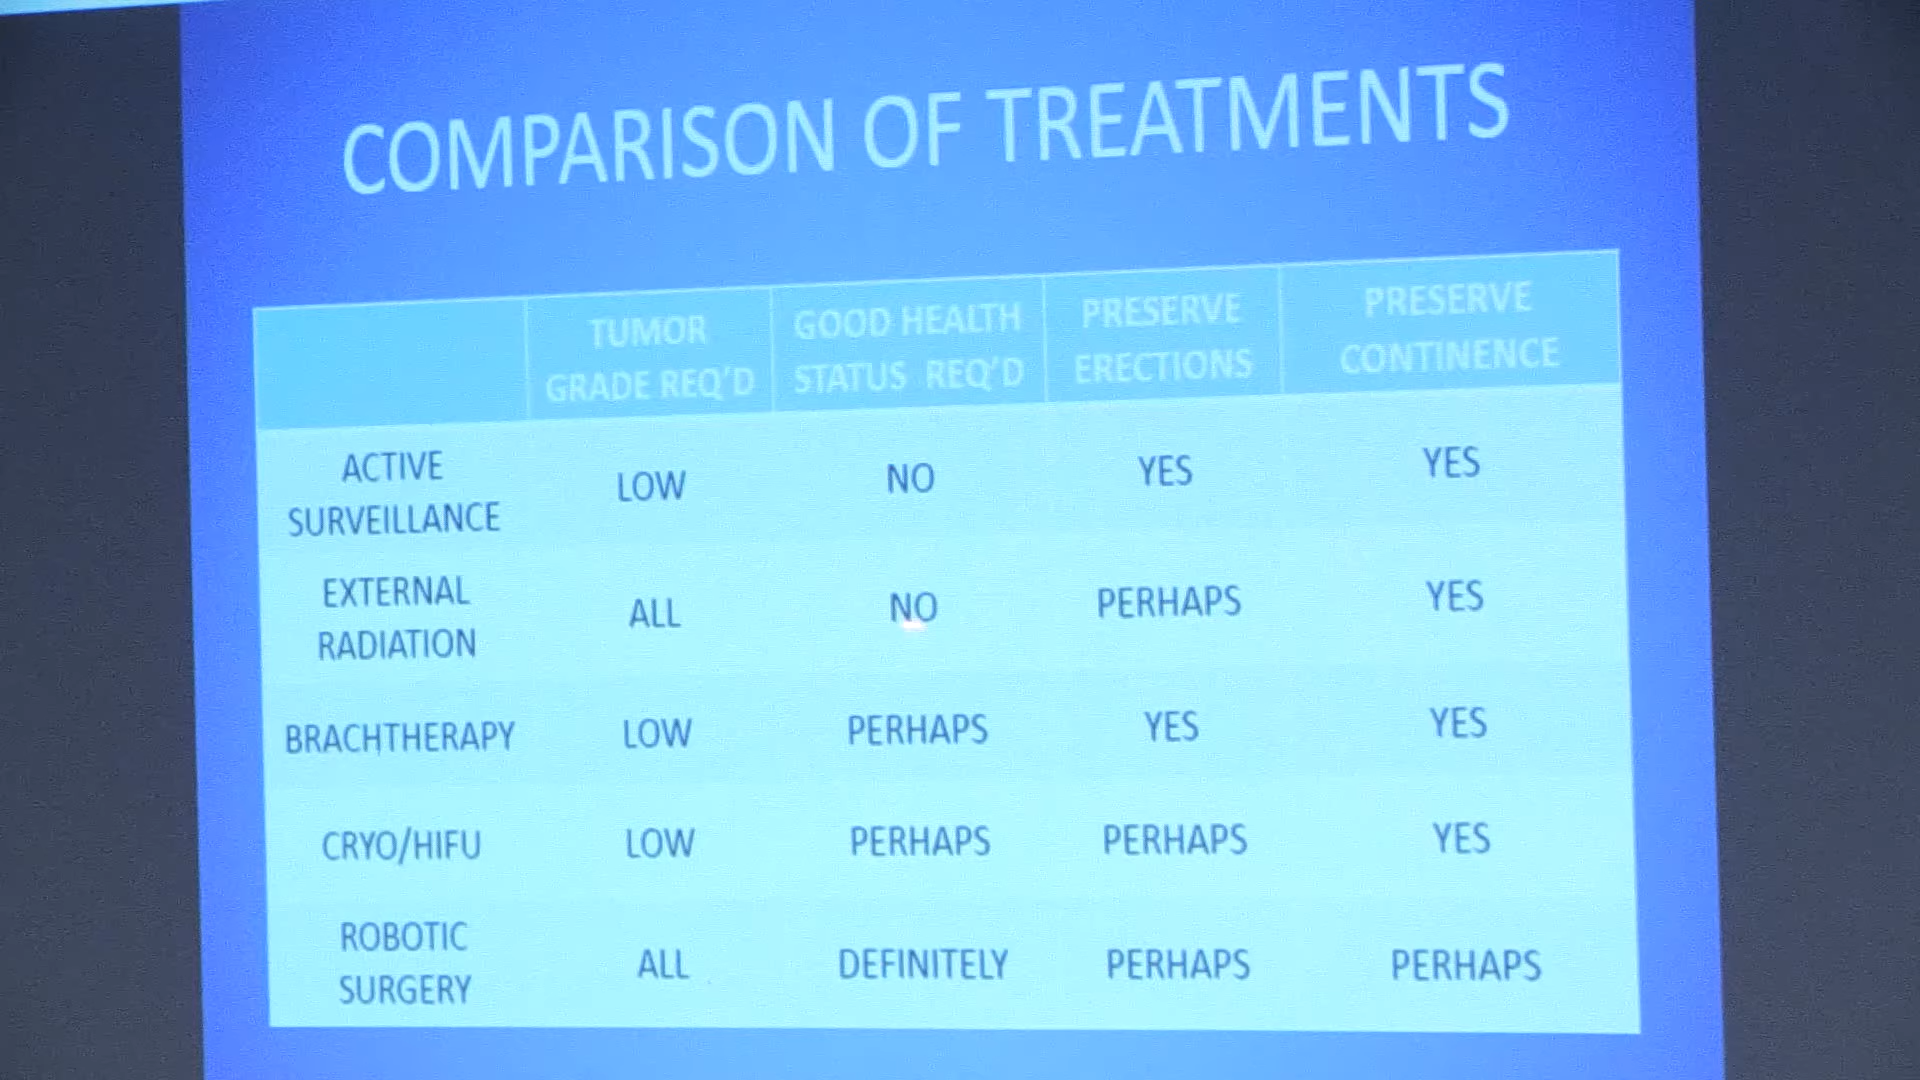 COMPARISON OF TREATMENTS
TUMOR GRADE REQ'D GOOD HEALTH STATUS REQ'D PRESERVE ERECTIONS PRESERVE CONTINENCE
ACTIVE SURVEILLANCE LOW NO YES YES
EXTERNAL RADIATION ALL NO PERHAPS YES
BRACHTHERAPY LOW PERHAPS YES YES
CRYO/HIFU LOW PERHAPS PERHAPS YES
ROBOTIC SURGERY ALL DEFINITELY PERHAPS PERHAPS